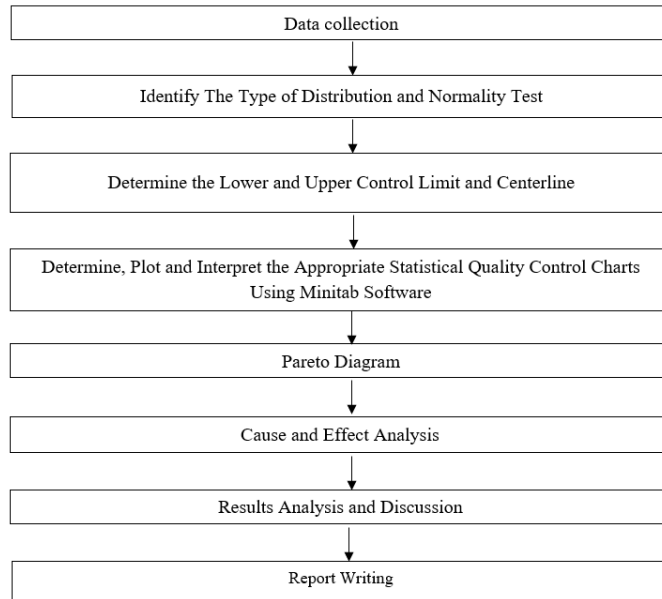 Data collection
Identify The Type of Distribution and Normality Test
Determine the Lower and Upper Control Limit and Centerline
Determine, Plot and Interpret the Appropriate Statistical Quality Control Charts
Using Minitab Software
Pareto Diagram
Cause and Effect Analysis
Results Analysis and Discussion
Report Writing